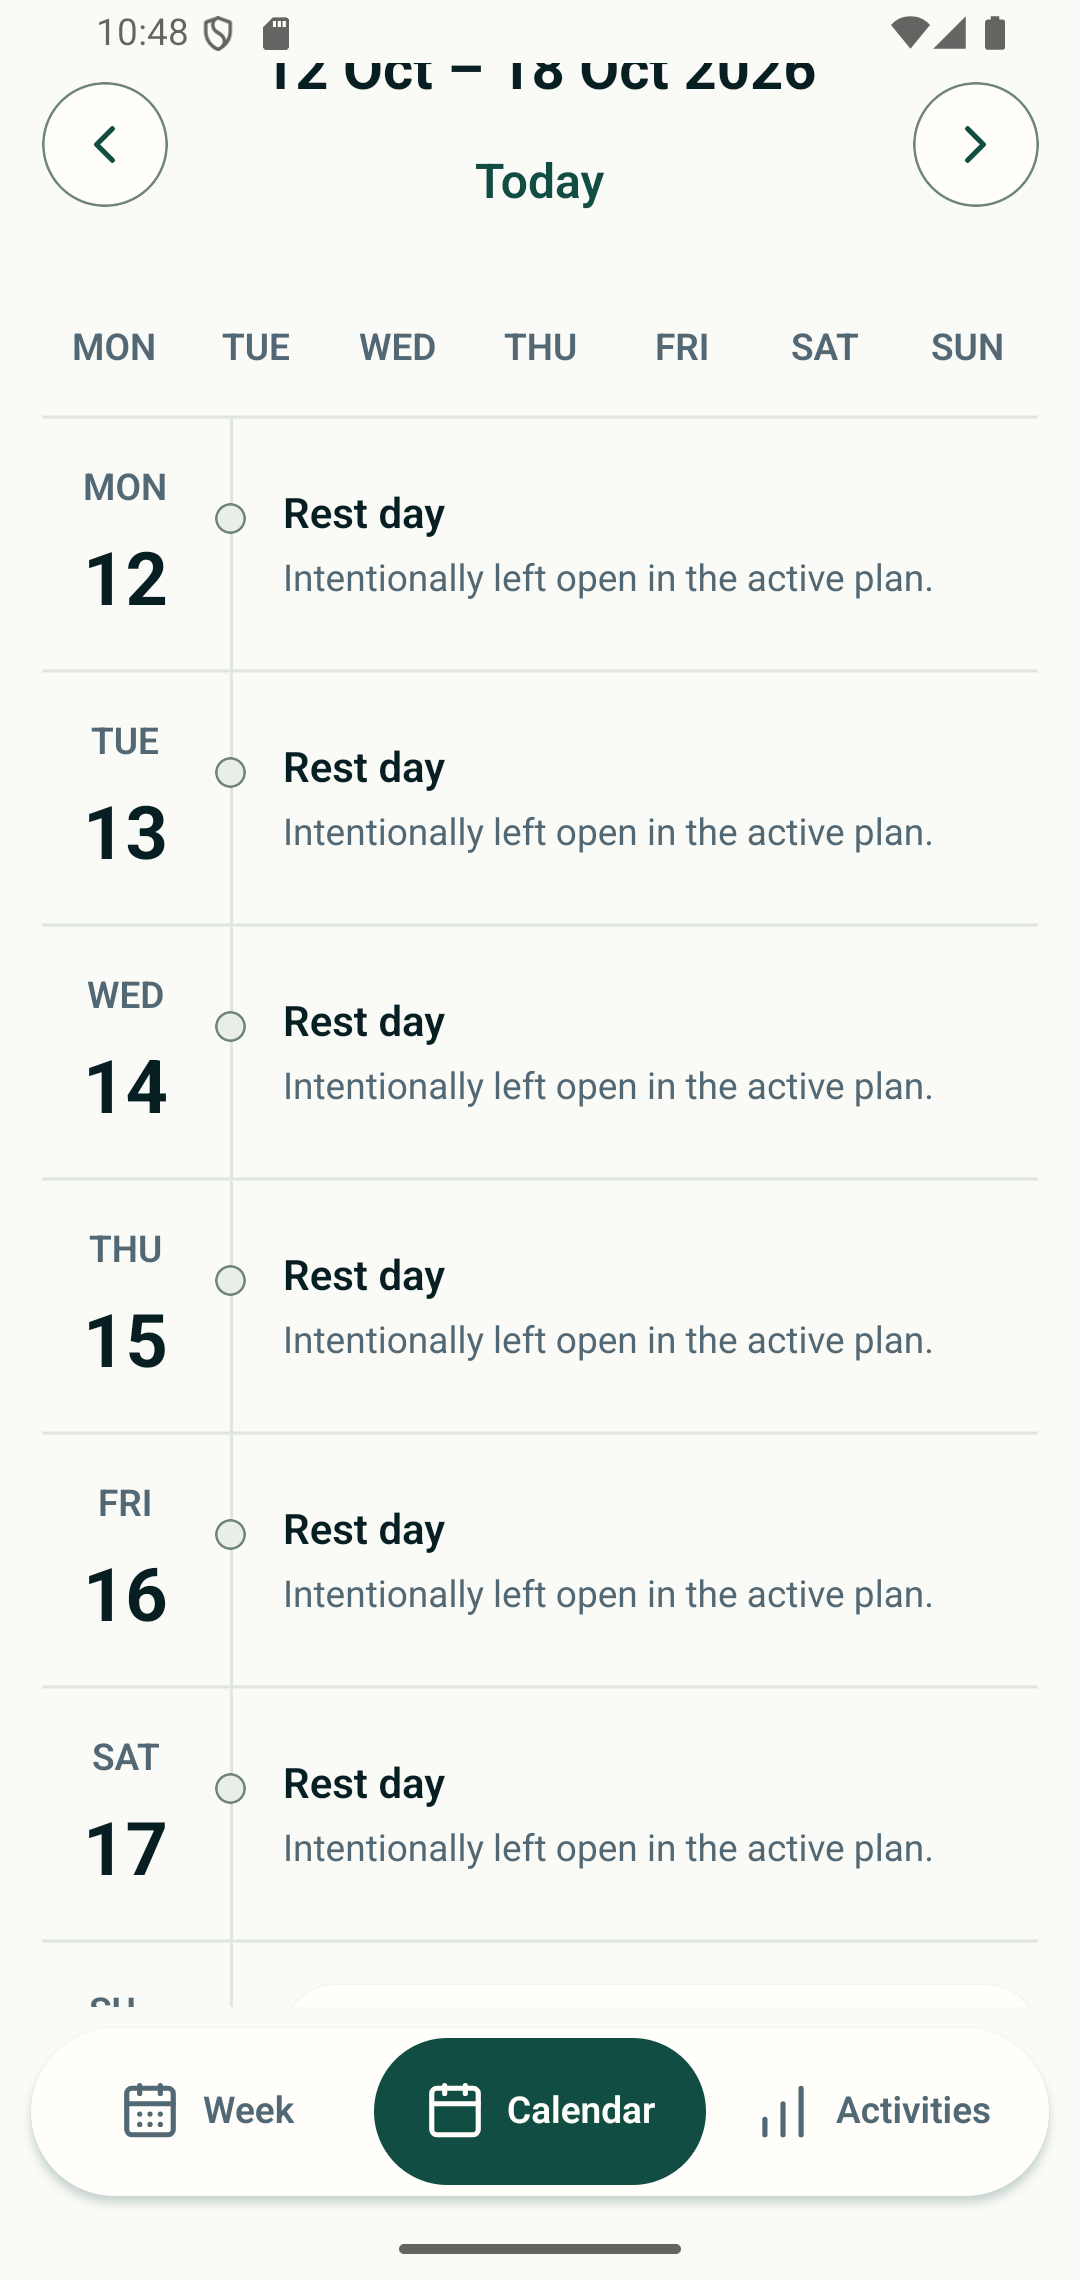 10:48
12 Oct – 18 Oct 2026
Today
MON TUE WED THU FRI SAT SUN
MON
12
Rest day
Intentionally left open in the active plan.
TUE
13
Rest day
Intentionally left open in the active plan.
WED
14
Rest day
Intentionally left open in the active plan.
THU
15
Rest day
Intentionally left open in the active plan.
FRI
16
Rest day
Intentionally left open in the active plan.
SAT
17
Rest day
Intentionally left open in the active plan.
Week Calendar Activities